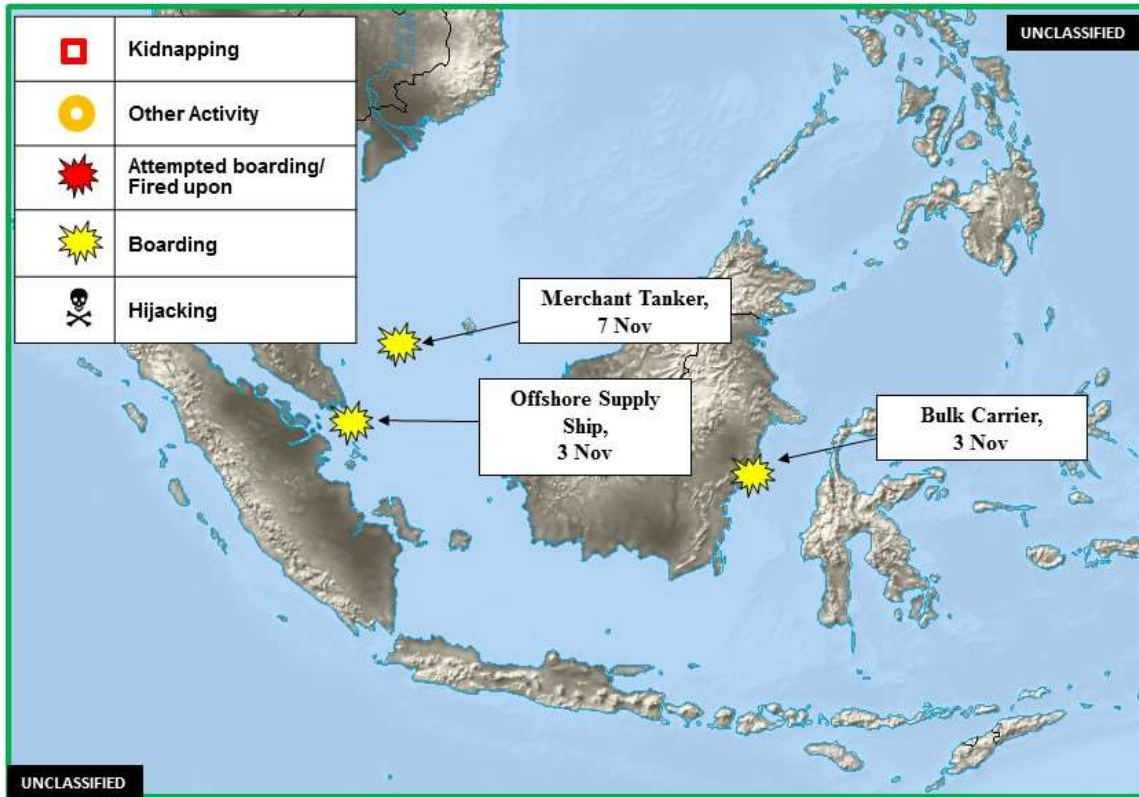 UNCLASSIFIED
Kidnapping
Other Activity
Attempted boarding/
Fired upon
Boarding
Hijacking
Merchant Tanker,
7 Nov
Offshore Supply
Ship,
3 Nov
Bulk Carrier,
3 Nov
UNCLASSIFIED